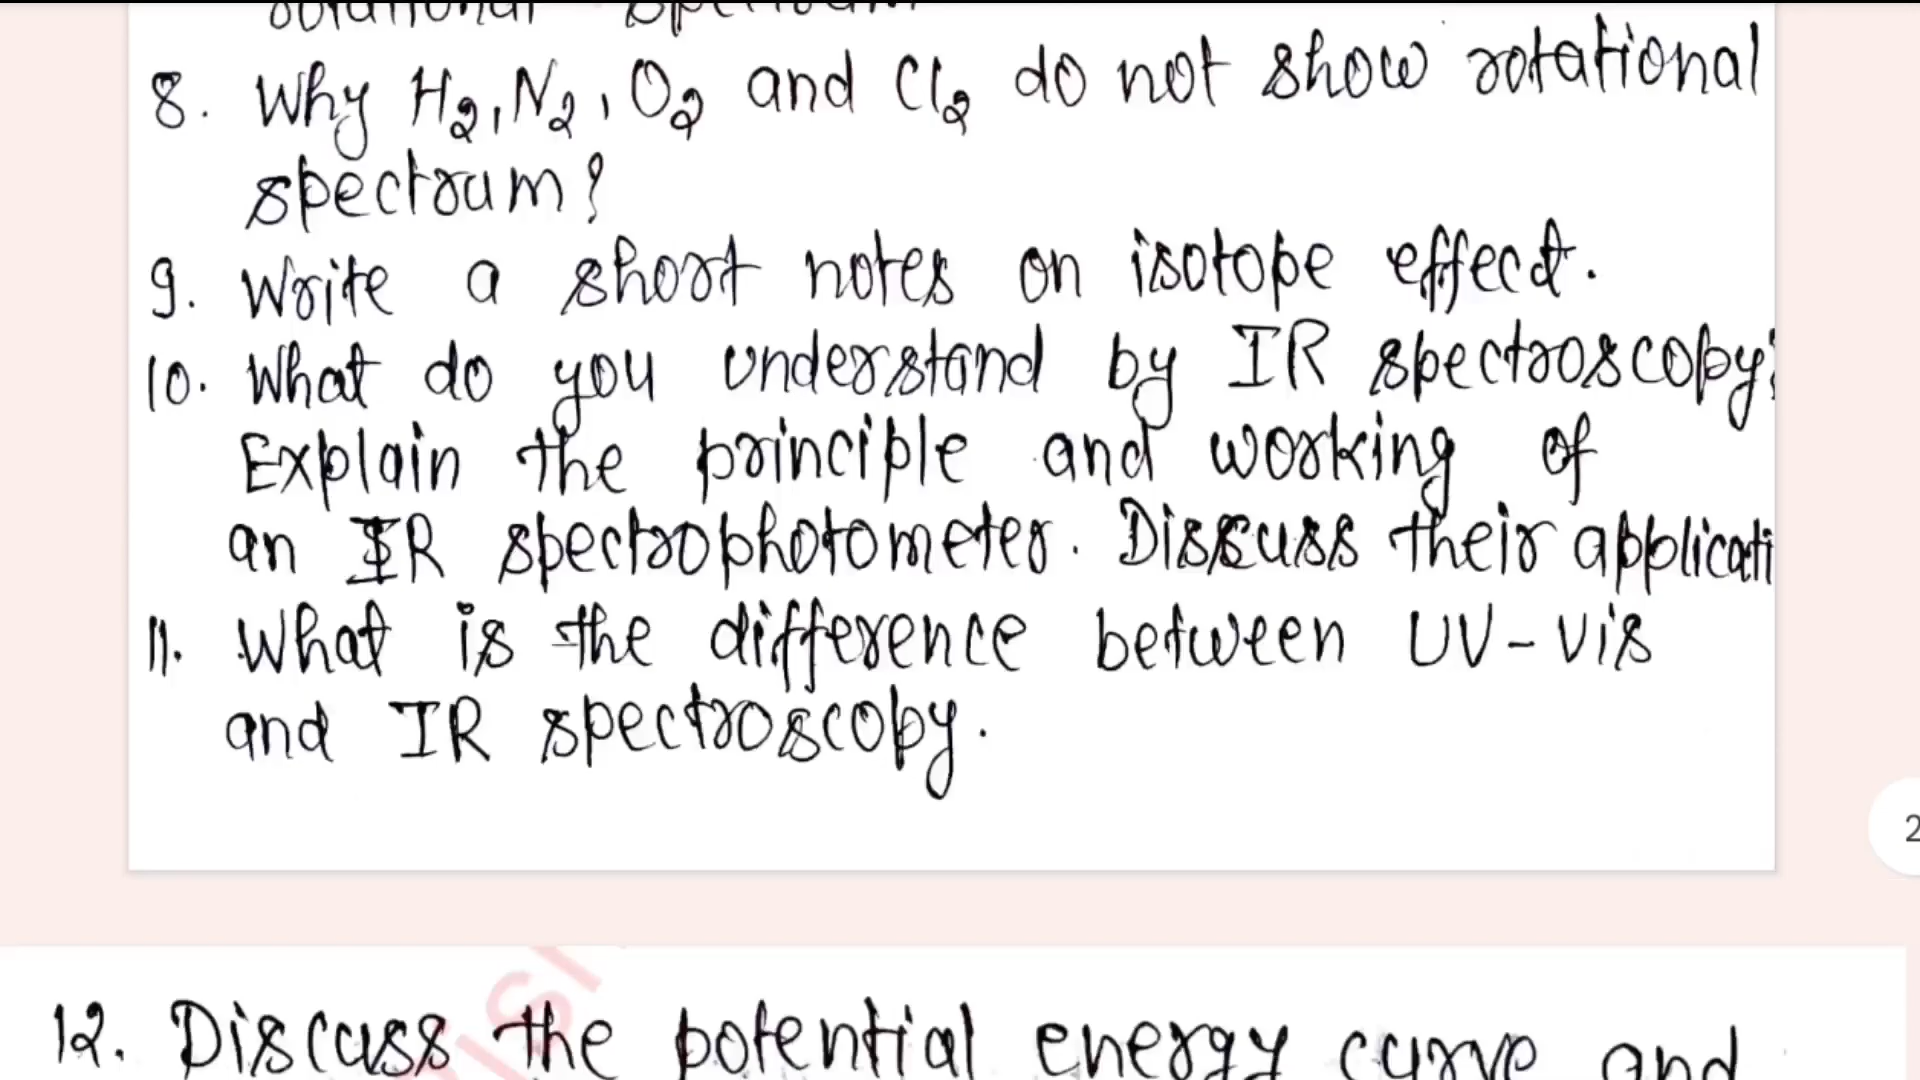 rotational spectrum
8. Why H2, N2, O2 and Cl2 do not show rotational
spectrum?
9. Write a short notes on isotope effect.
10. What do you understand by IR spectroscopy?
Explain the principle and working of
an IR spectrophotometer. Discuss their applicati
11. What is the difference between UV-Vis
and IR spectroscopy.
2
12. Discuss the potential energy curve and